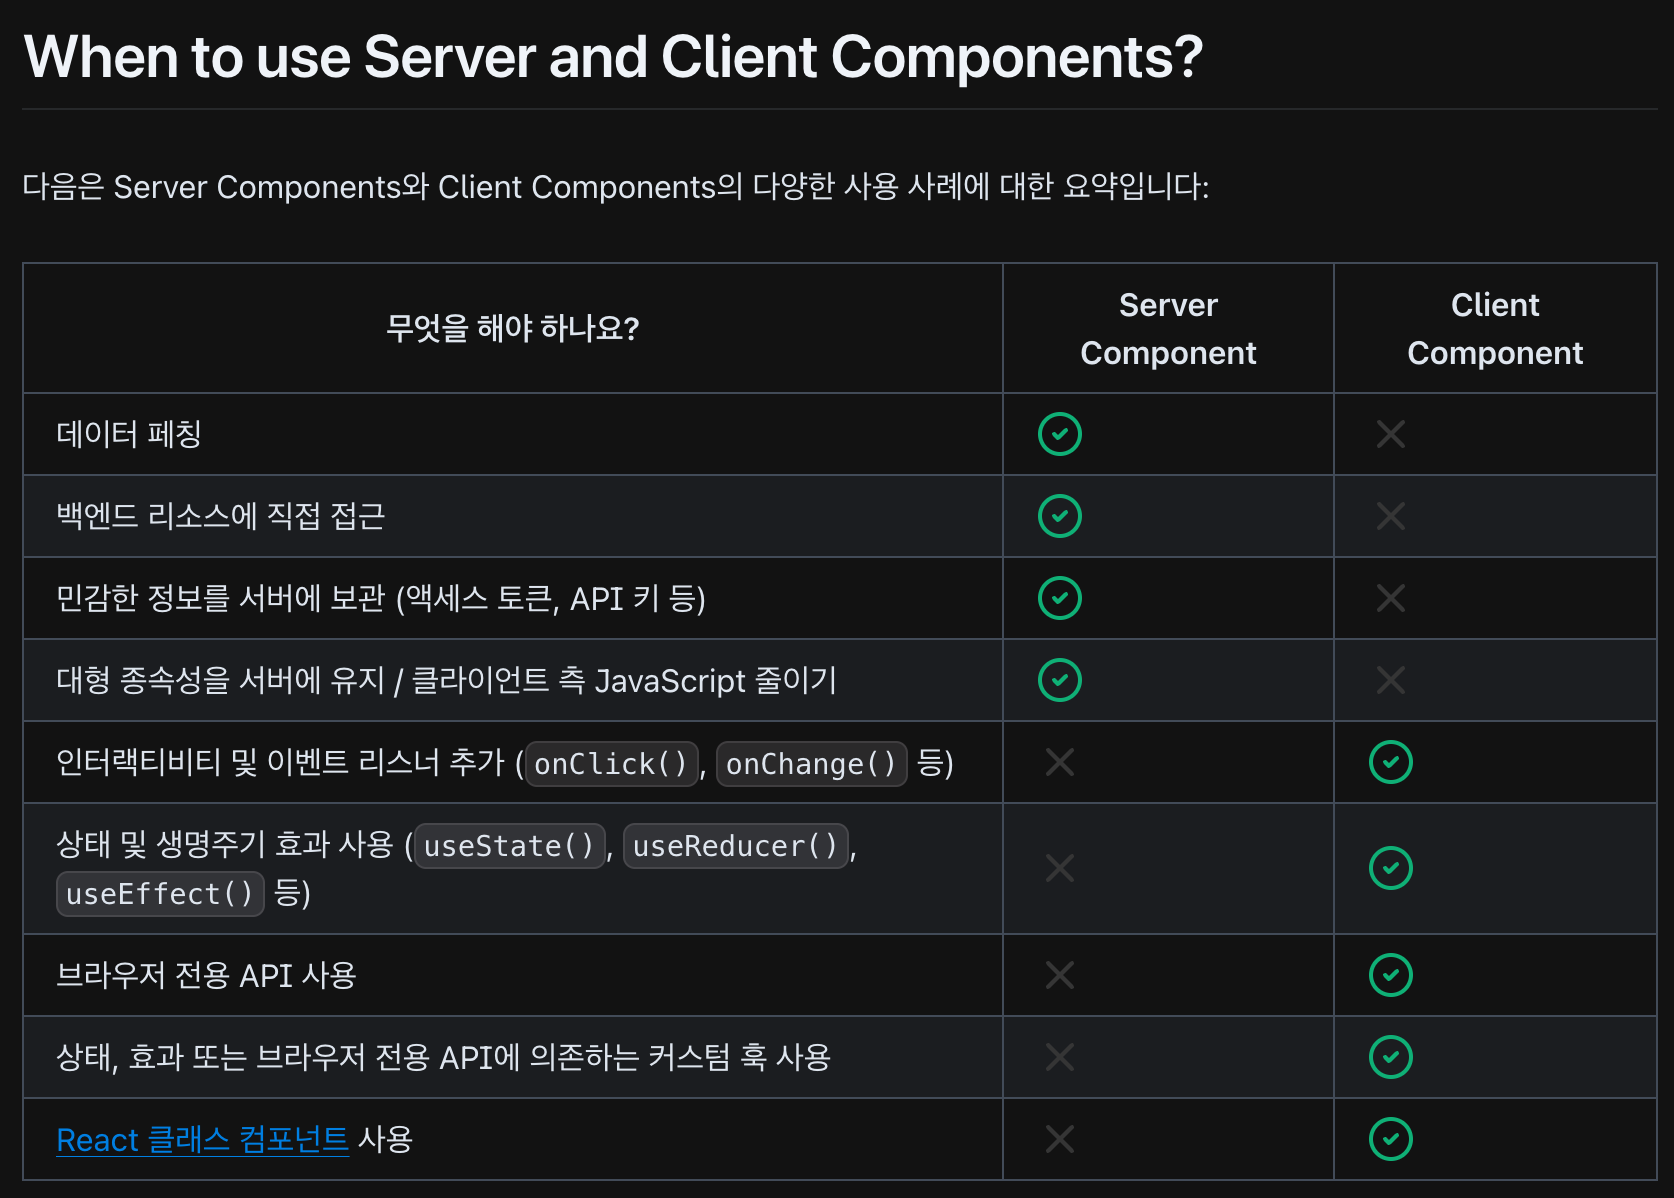 When to use Server and Client Components?
다음은 Server Components와 Client Components의 다양한 사용 사례에 대한 요약입니다:
무엇을 해야 하나요?
Server
Component
Client
Component
데이터 페칭
백엔드 리소스에 직접 접근
민감한 정보를 서버에 보관 (액세스 토큰, API 키 등)
대형 종속성을 서버에 유지 / 클라이언트 측 JavaScript 줄이기
인터랙티비티 및 이벤트 리스너 추가 (onClick(), onChange() 등)
상태 및 생명주기 효과 사용 (useState(), useReducer(),
useEffect() 등)
브라우저 전용 API 사용
상태, 효과 또는 브라우저 전용 API에 의존하는 커스텀 훅 사용
React 클래스 컴포넌트 사용